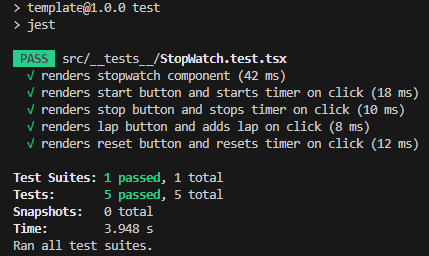 > template@1.0.0 test
> jest
PASS src/__tests__/StopWatch.test.tsx
√ renders stopwatch component (42 ms)
√ renders start button and starts timer on click (18 ms)
√ renders stop button and stops timer on click (10 ms)
√ renders lap button and adds lap on click (8 ms)
√ renders reset button and resets timer on click (12 ms)
Test Suites: 1 passed, 1 total
Tests: 5 passed, 5 total
Snapshots: 0 total
Time: 3.948 s
Ran all test suites.